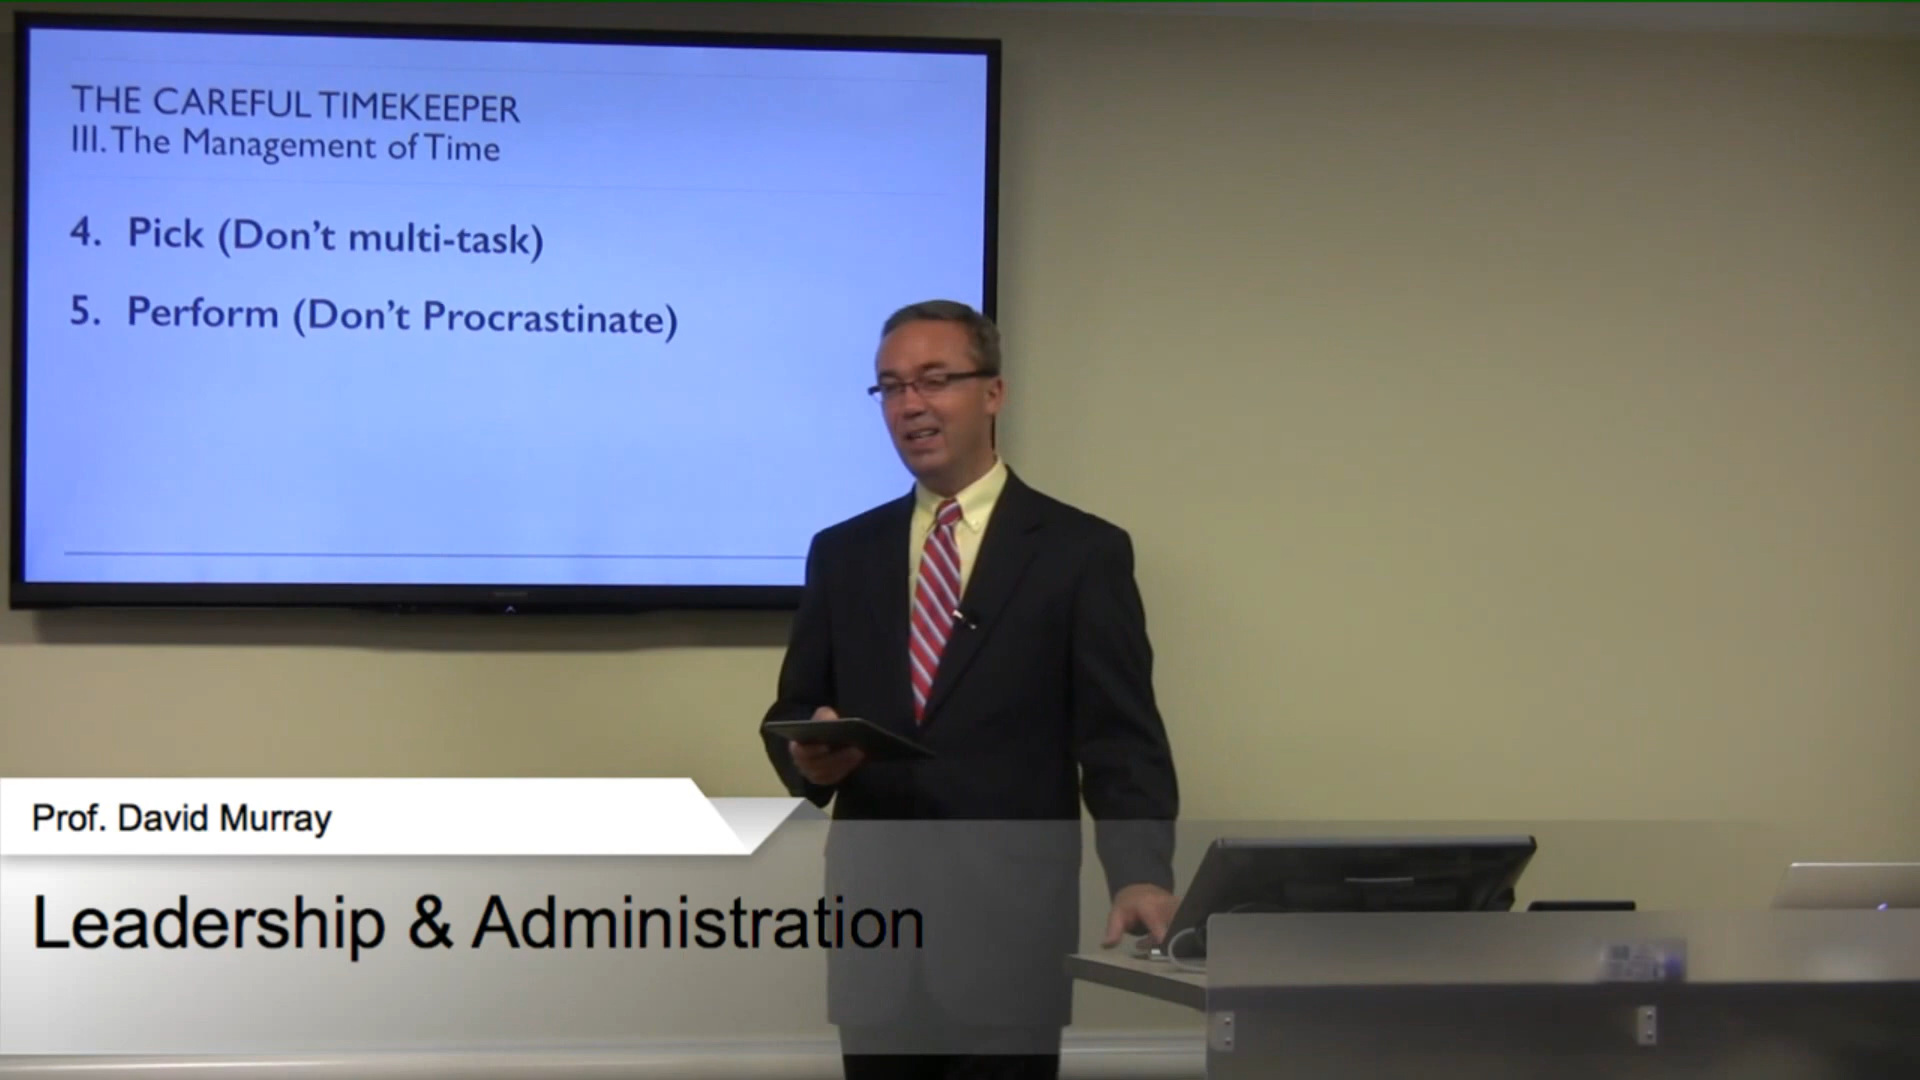 THE CAREFUL TIMEKEEPER
III. The Management of Time
4. Pick (Don't multi-task)
5. Perform (Don't Procrastinate)
Prof. David Murray
Leadership & Administration